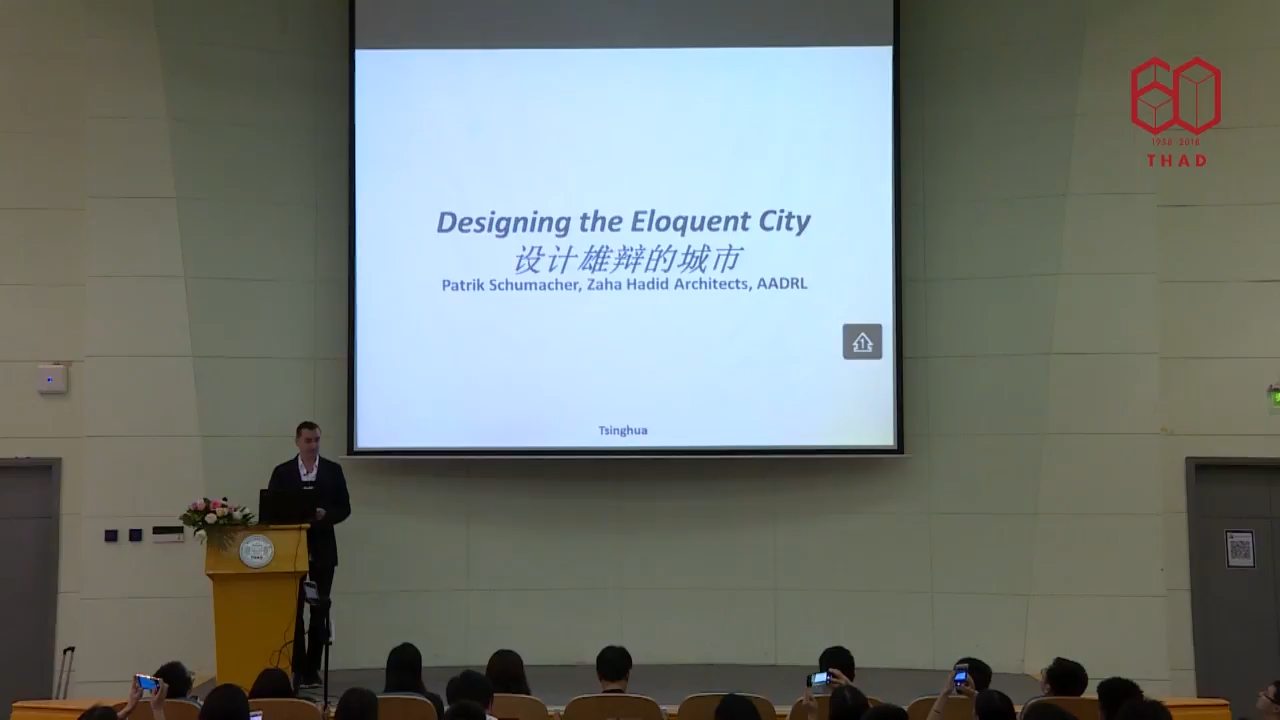 Designing the Eloquent City
设计雄辩的城市
Patrik Schumacher, Zaha Hadid Architects, AADRL
Tsinghua
60
1958 2018
THAD